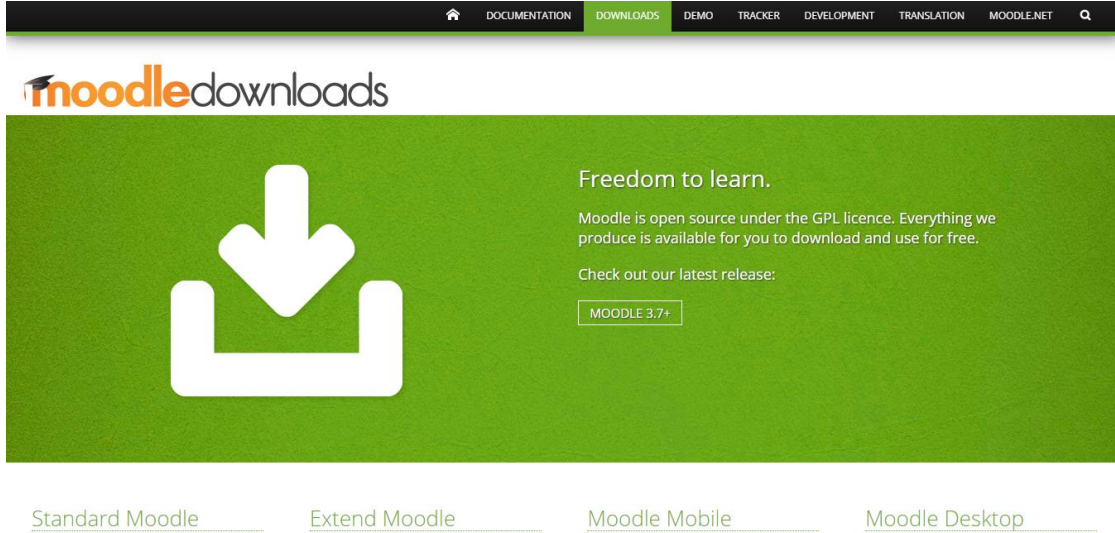 DOCUMENTATION DOWNLOADS DEMO TRACKER DEVELOPMENT TRANSLATION MOODLE.NET
moodledownloads
Freedom to learn.
Moodle is open source under the GPL licence. Everything we
produce is available for you to download and use for free.
Check out our latest release:
MOODLE 3.7+
Standard Moodle Extend Moodle Moodle Mobile Moodle Desktop